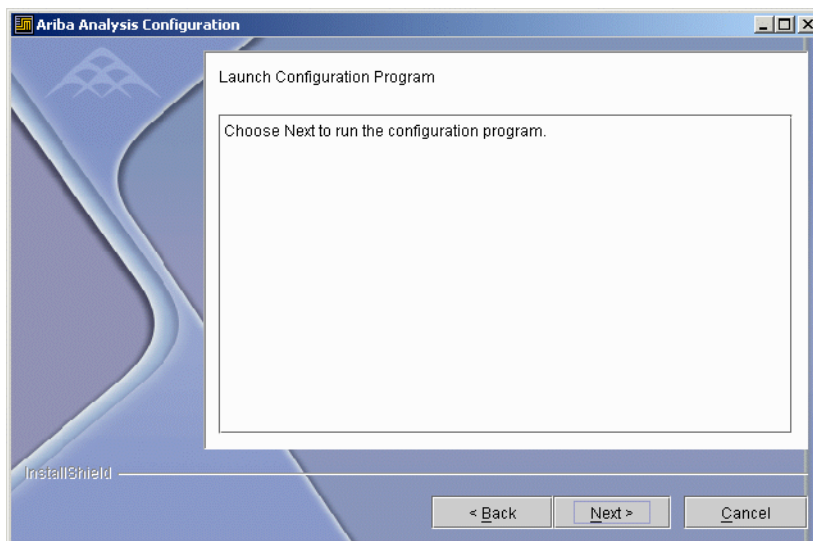 Ariba Analysis Configuration
Launch Configuration Program
Choose Next to run the configuration program.
InstallShield
< Back
Next >
Cancel